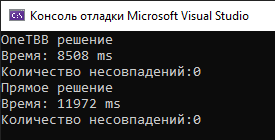 Консоль отладки Microsoft Visual Studio
OneTBB решение
Время: 8508 ms
Количество несовпадений:0
Прямое решение
Время: 11972 ms
Количество несовпадений:0